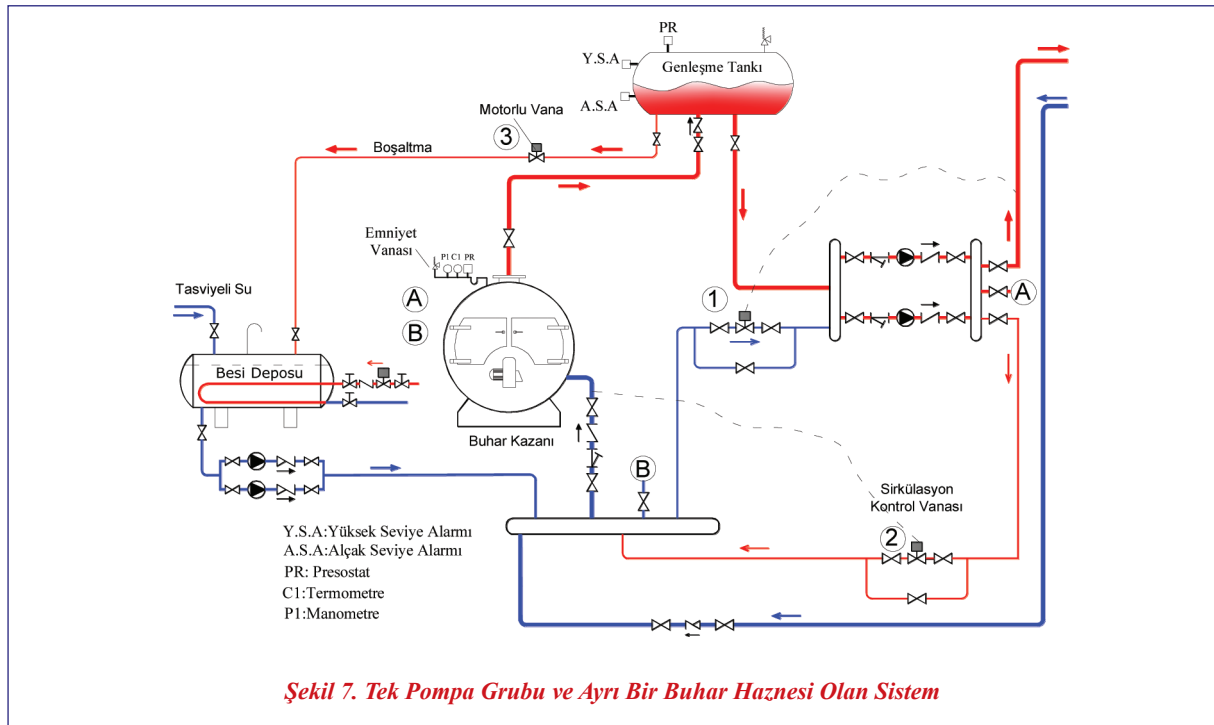 PR
Y.S.A
Genleşme Tankı
A.S.A
Motorlu Vana
3
Boşaltma
Emniyet
Vanası
P1 C1 PR
A
B
Tasviyeli Su
1
A
Besi Deposu
Buhar Kazanı
B
Sirkülasyon
Kontrol Vanası
2
Y.S.A:Yüksek Seviye Alarmı
A.S.A:Alçak Seviye Alarmı
PR: Presostat
C1:Termometre
P1:Manometre
Şekil 7. Tek Pompa Grubu ve Ayrı Bir Buhar Haznesi Olan Sistem